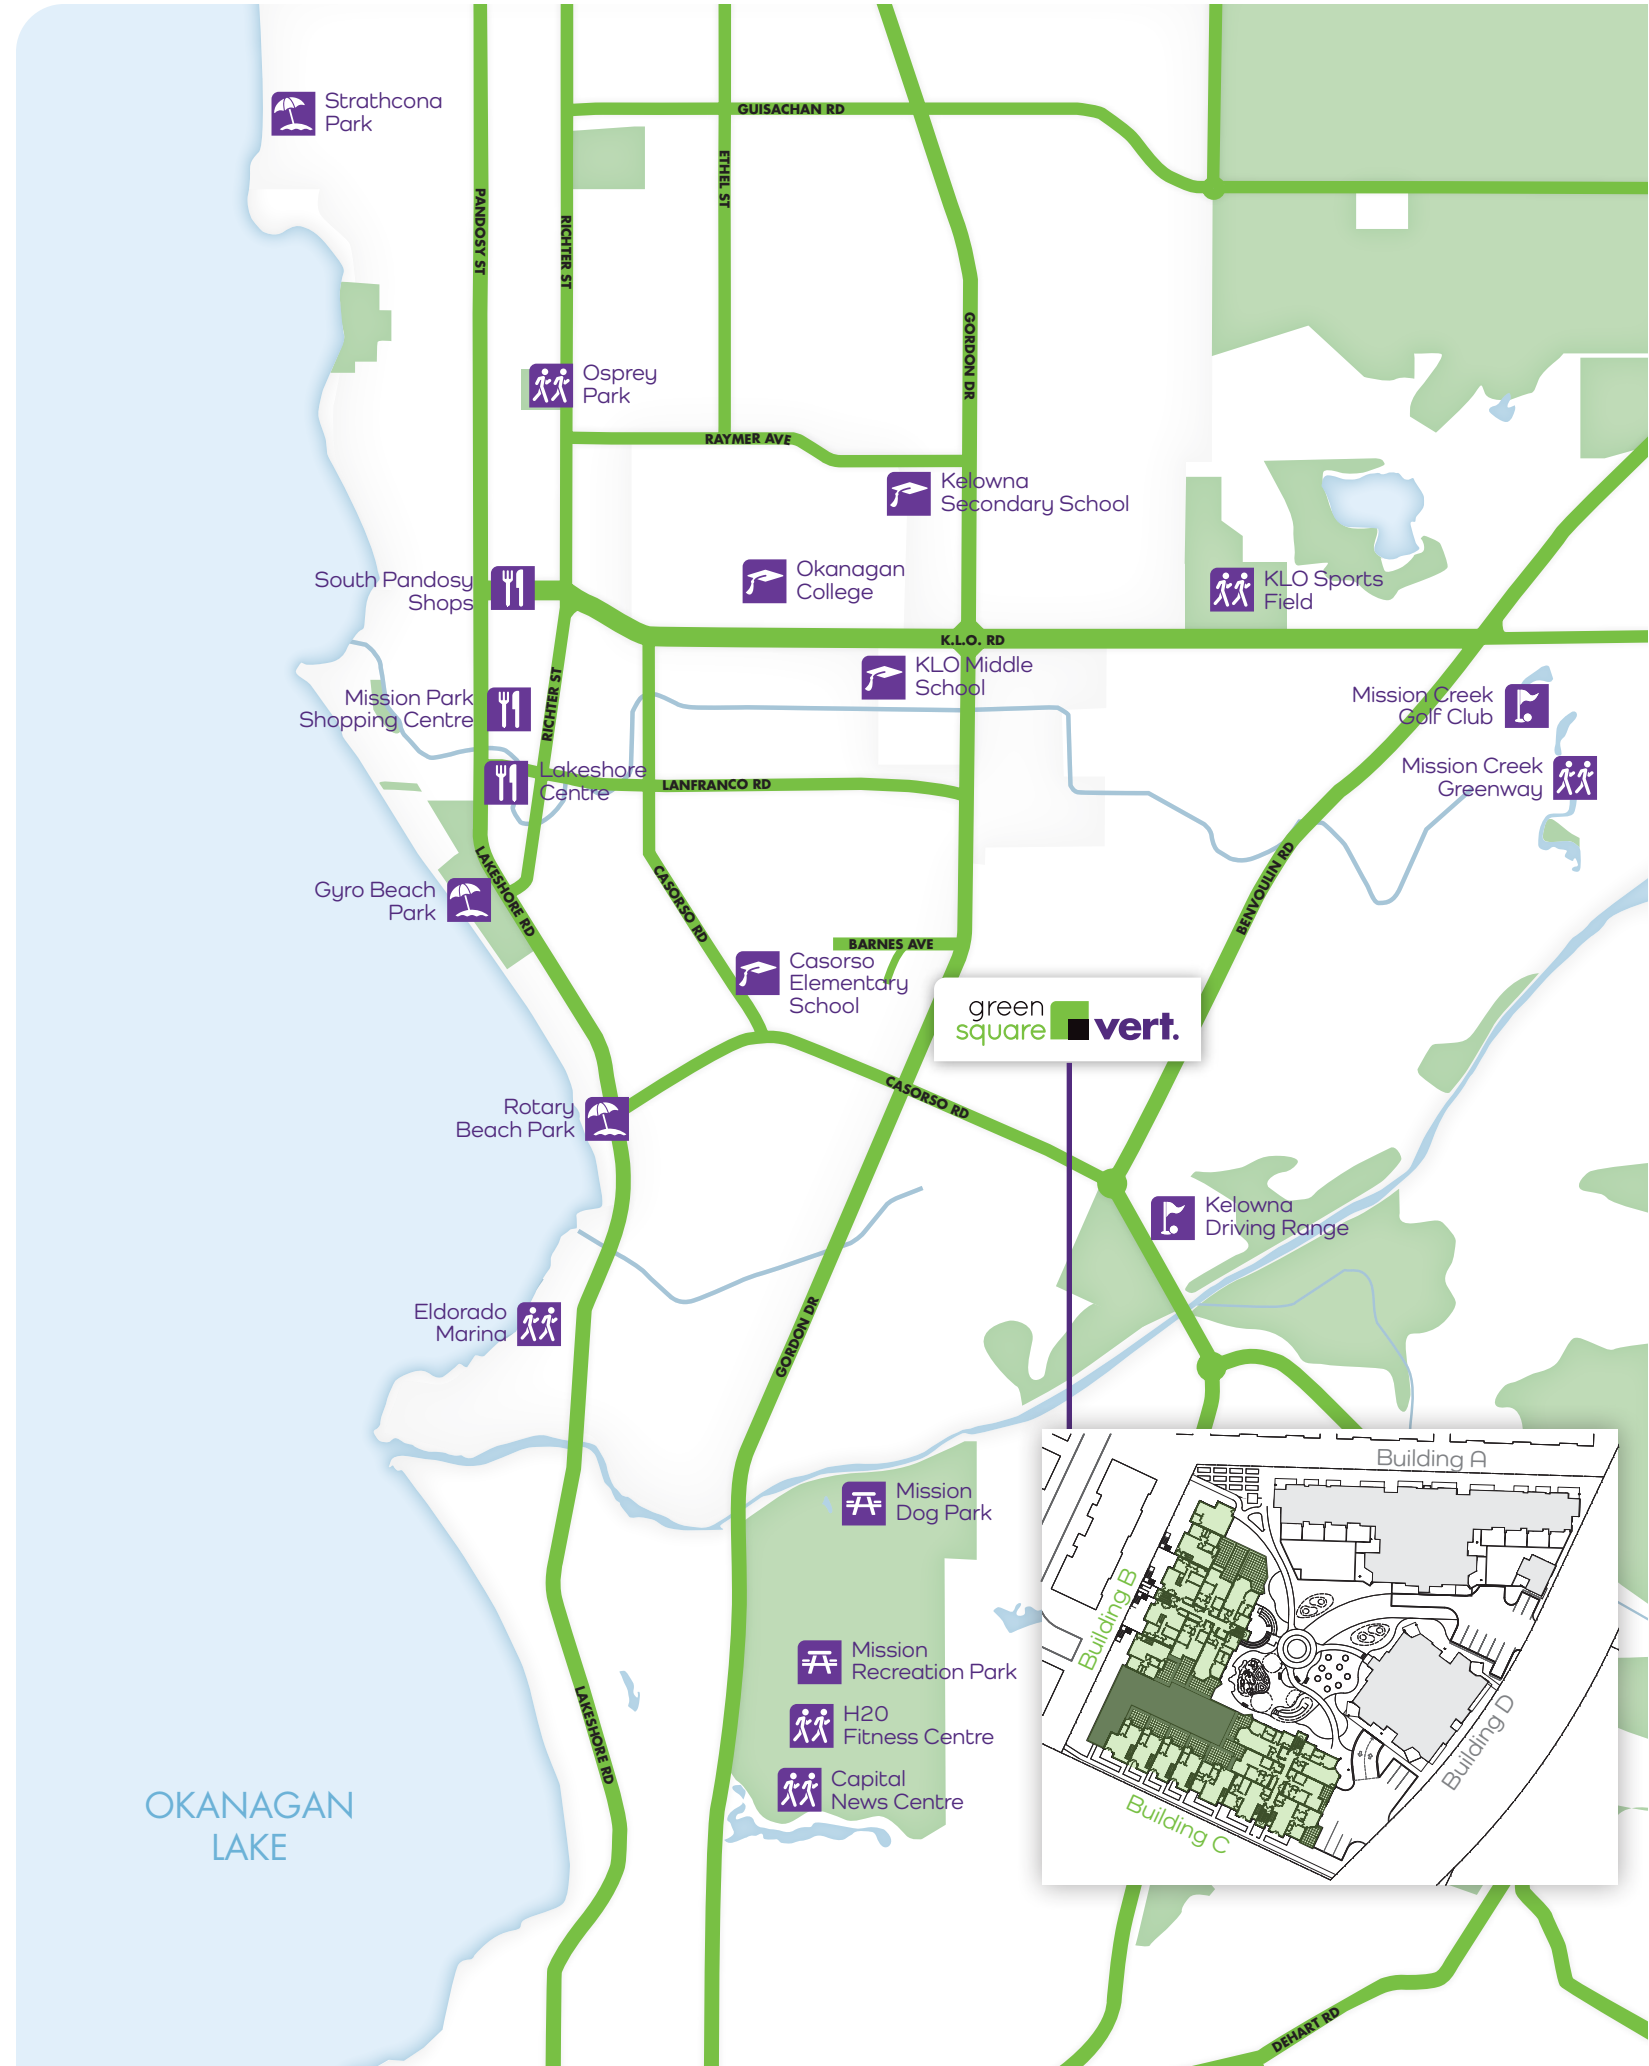 Strathcona
Park
GUISACHAN RD
ETHEL ST
PANDOSY ST
RICHTER ST
GORDON DR
Osprey
Park
RAYMER AVE
Kelowna
Secondary School
Okanagan
College
South Pandosy
Shops
KLO Sports
Field
K.L.O. RD
KLO Middle
School
Mission Park
Shopping Centre
RICHTER ST
Mission Creek
Golf Club
Mission Creek
Greenway
Lakeshore
Centre
LANFRANCO RD
LAKESHORE RD
CASORSO RD
BENVOULIN RD
Gyro Beach
Park
BARNES AVE
Casorso
Elementary
School
green
square
vert.
CASORSO RD
Rotary
Beach Park
Kelowna
Driving Range
Eldorado
Marina
GORDON DR
Building A
Mission
Dog Park
Building B
Mission
Recreation Park
H20
Fitness Centre
Capital
News Centre
LAKESHORE RD
Building D
Building C
OKANAGAN
LAKE
DEHART RD